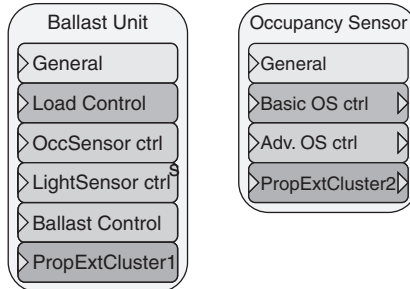 Ballast Unit
General
Load Control
OccSensor ctrl
LightSensor ctrl
s
Ballast Control
PropExtCluster1
Occupancy Sensor
General
Basic OS ctrl
Adv. OS ctrl
PropExtCluster2